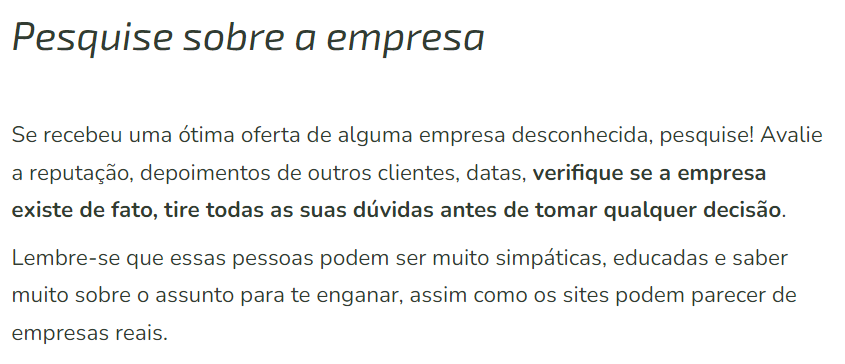 Pesquise sobre a empresa
Se recebeu uma ótima oferta de alguma empresa desconhecida, pesquise! Avalie
a reputação, depoimentos de outros clientes, datas, verifique se a empresa
existe de fato, tire todas as suas dúvidas antes de tomar qualquer decisão.
Lembre-se que essas pessoas podem ser muito simpáticas, educadas e saber
muito sobre o assunto para te enganar, assim como os sites podem parecer de
empresas reais.